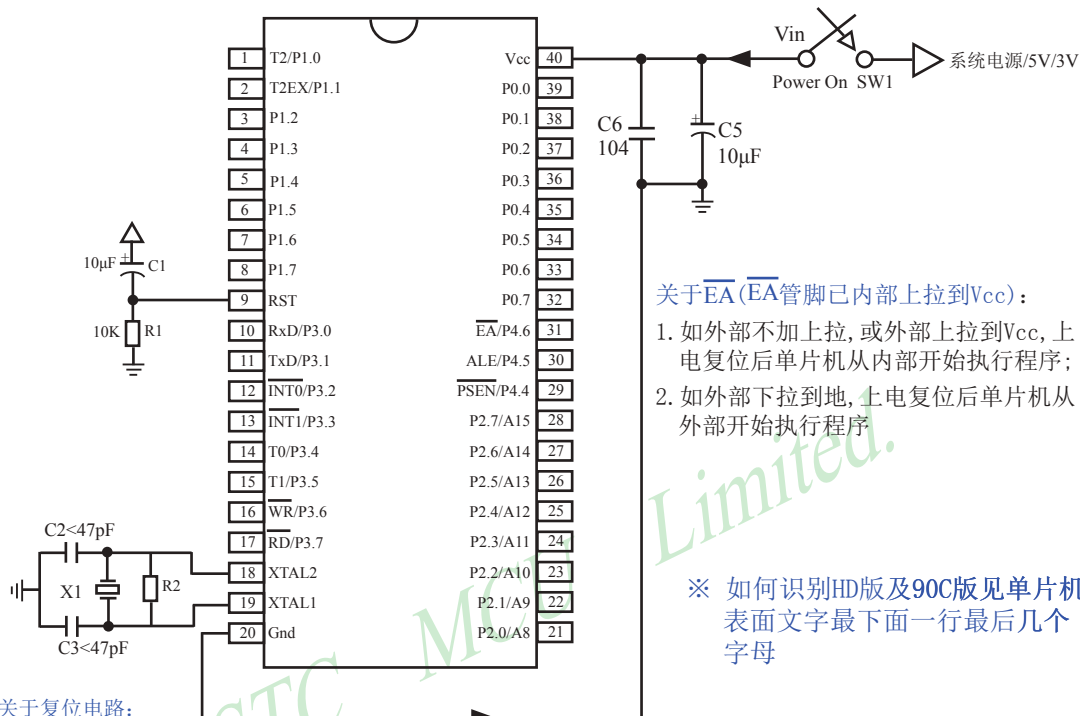 Vin
系统电源/5V/3V
Power On SW1
1 T2/P1.0
2 T2EX/P1.1
3 P1.2
4 P1.3
5 P1.4
6 P1.5
7 P1.6
8 P1.7
9 RST
10 RxD/P3.0
11 TxD/P3.1
12 INT0/P3.2
13 INT1/P3.3
14 T0/P3.4
15 T1/P3.5
16 WR/P3.6
17 RD/P3.7
18 XTAL2
19 XTAL1
20 Gnd
Vcc 40
P0.0 39
P0.1 38
P0.2 37
P0.3 36
P0.4 35
P0.5 34
P0.6 33
P0.7 32
EA/P4.6 31
ALE/P4.5 30
PSEN/P4.4 29
P2.7/A15 28
P2.6/A14 27
P2.5/A13 26
P2.4/A12 25
P2.3/A11 24
P2.2/A10 23
P2.1/A9 22
P2.0/A8 21
C6
104
+
C5
10μF
10μF + C1
10K R1
C2<47pF
X1 R2
C3<47pF
关于EA(EA管脚已内部上拉到Vcc):
1.如外部不加上拉,或外部上拉到Vcc,上
电复位后单片机从内部开始执行程序;
2.如外部下拉到地,上电复位后单片机从
外部开始执行程序
※ 如何识别HD版及90C版见单片机
表面文字最下面一行最后几个
字母
关于复位电路:
STC MCU Limited.